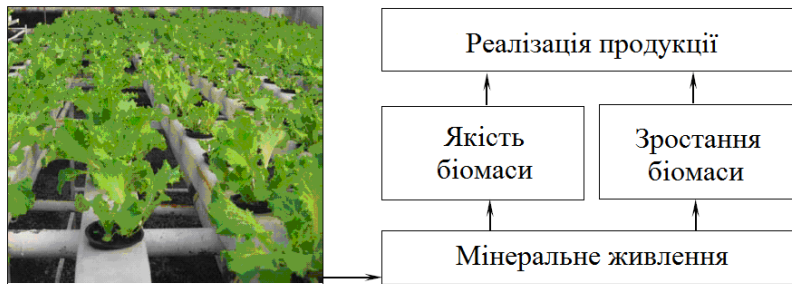 Реалізація продукції
Якість
біомаси
Зростання
біомаси
Мінеральне живлення